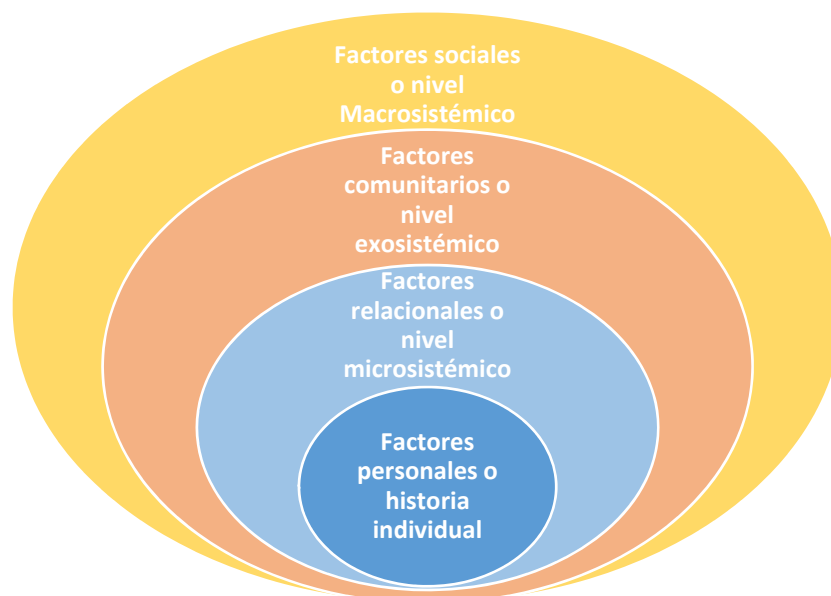 Factores sociales
o nivel
Macrosistémico
Factores
comunitarios o
nivel
exosistémico
Factores
relacionales o
nivel
microsistémico
Factores
personales o
historia
individual